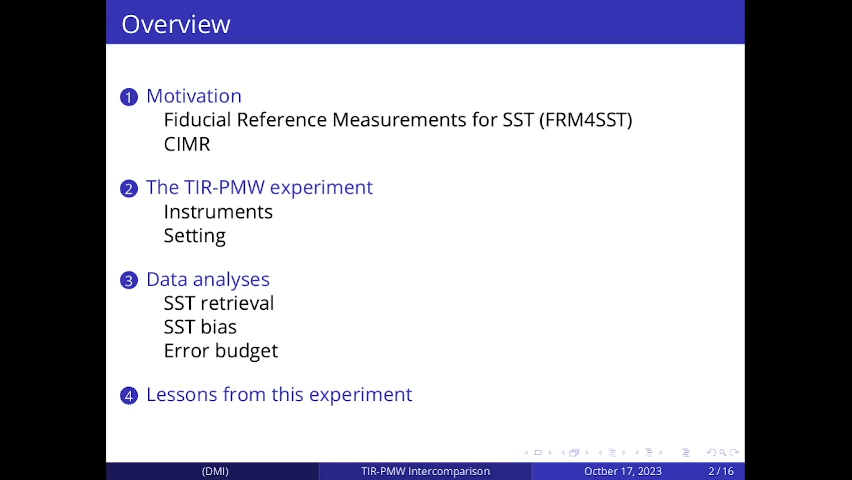 Overview
1 Motivation
Fiducial Reference Measurements for SST (FRM4SST)
CIMR
2 The TIR-PMW experiment
Instruments
Setting
3 Data analyses
SST retrieval
SST bias
Error budget
4 Lessons from this experiment
(DMI) TIR-PMW Intercomparison Octber 17, 2023 2 / 16